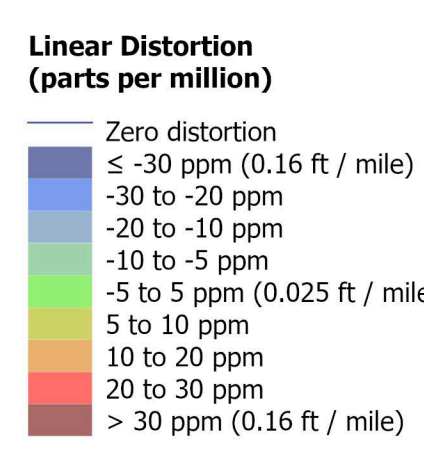 Linear Distortion
(parts per million)
Zero distortion
≤ -30 ppm (0.16 ft / mile)
-30 to -20 ppm
-20 to -10 ppm
-10 to -5 ppm
-5 to 5 ppm (0.025 ft / mile
5 to 10 ppm
10 to 20 ppm
20 to 30 ppm
> 30 ppm (0.16 ft / mile)